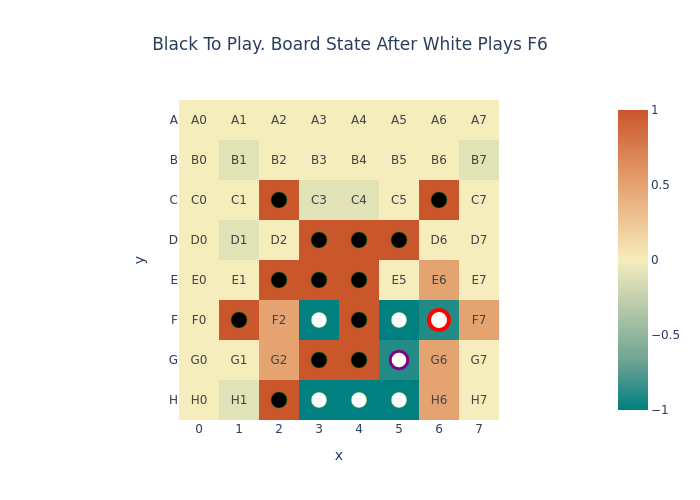 Black To Play. Board State After White Plays F6
A A0 A1 A2 A3 A4 A5 A6 A7
B B0 B1 B2 B3 B4 B5 B6 B7
C C0 C1 C3 C4 C5 C7
D D0 D1 D2 D6 D7
E E0 E1 E5 E6 E7
F F0 F2 F7
G G0 G1 G2 G6 G7
H H0 H1 H6 H7
0 1 2 3 4 5 6 7
x
y
1
0.5
0
−0.5
−1